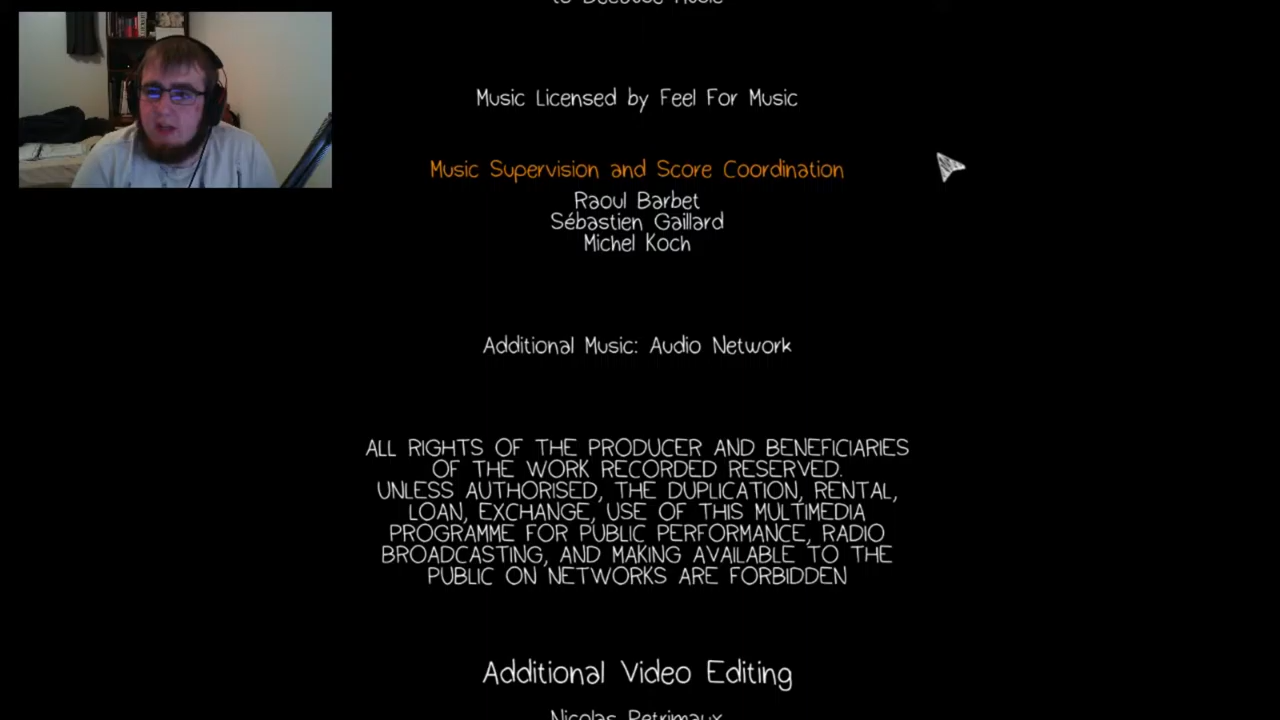 Music Licensed by Feel For Music
Music Supervision and Score Coordination
Raoul Barbet
Sébastien Gaillard
Michel Koch
Additional Music: Audio Network
ALL RIGHTS OF THE PRODUCER AND BENEFICIARIES
OF THE WORK RECORDED RESERVED.
UNLESS AUTHORISED, THE DUPLICATION, RENTAL,
LOAN, EXCHANGE, USE OF THIS MULTIMEDIA
PROGRAMME FOR PUBLIC PERFORMANCE, RADIO
BROADCASTING, AND MAKING AVAILABLE TO THE
PUBLIC ON NETWORKS ARE FORBIDDEN
Additional Video Editing
Nicolas Petrimaux